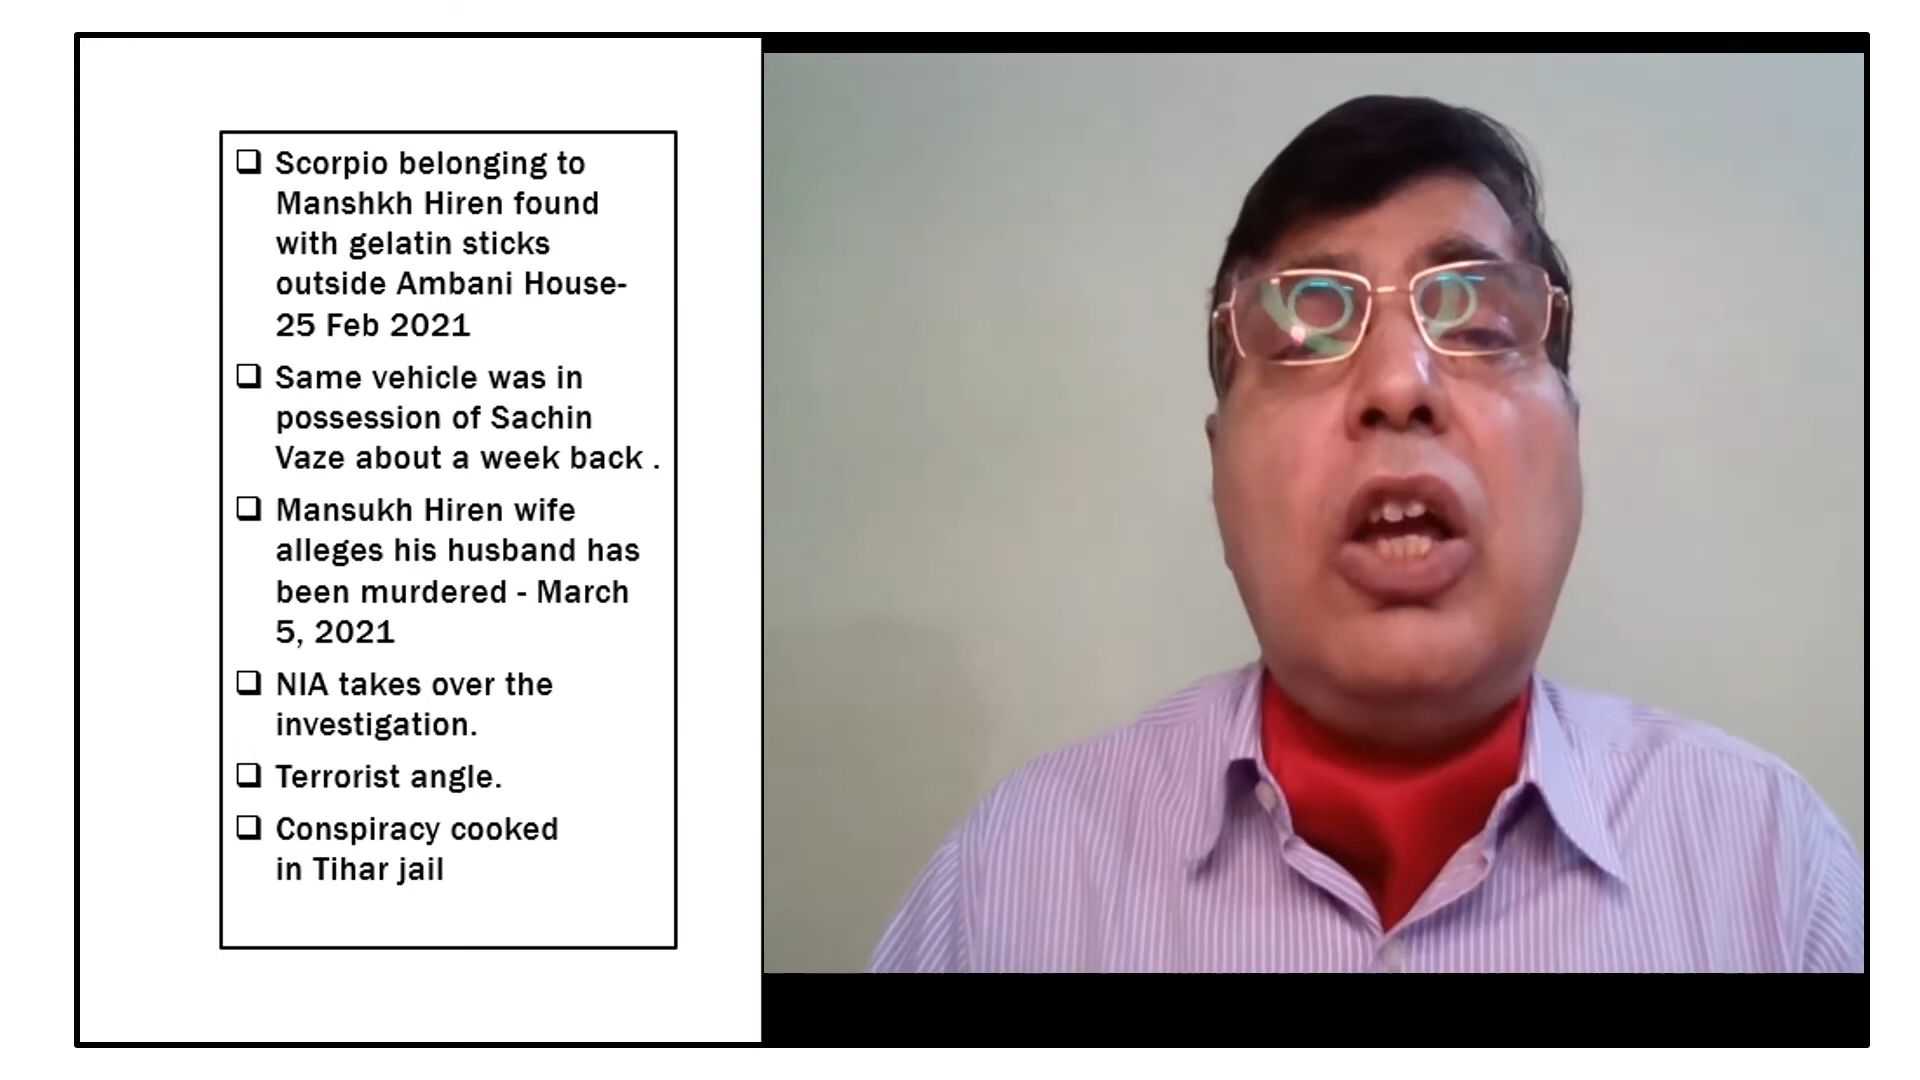 Scorpio belonging to
Manshkh Hiren found
with gelatin sticks
outside Ambani House-
25 Feb 2021
Same vehicle was in
possession of Sachin
Vaze about a week back .
Mansukh Hiren wife
alleges his husband has
been murdered - March
5, 2021
NIA takes over the
investigation.
Terrorist angle.
Conspiracy cooked
in Tihar jail